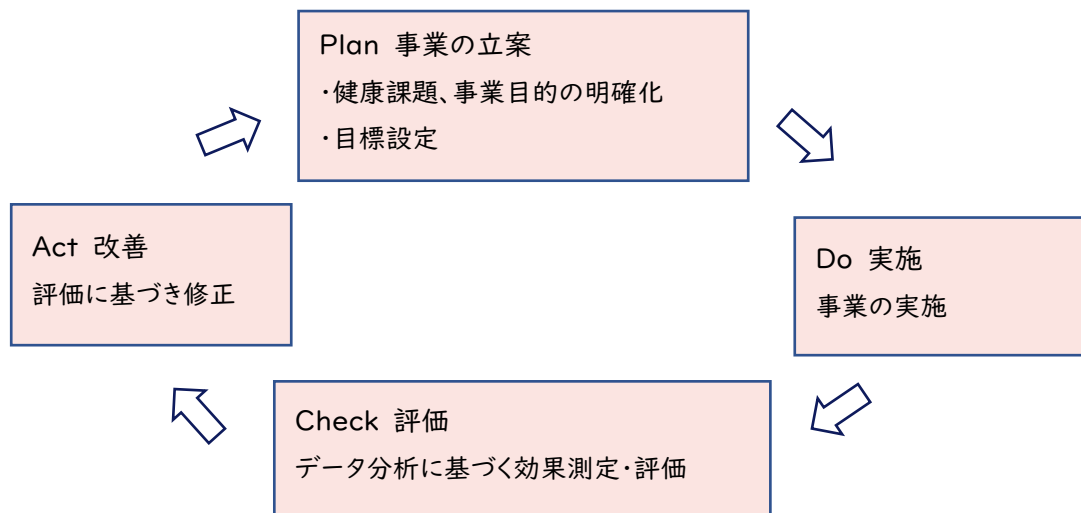 Plan 事業の立案
・健康課題、事業目的の明確化
・目標設定
Act 改善
評価に基づき修正
Do 実施
事業の実施
Check 評価
データ分析に基づく効果測定・評価